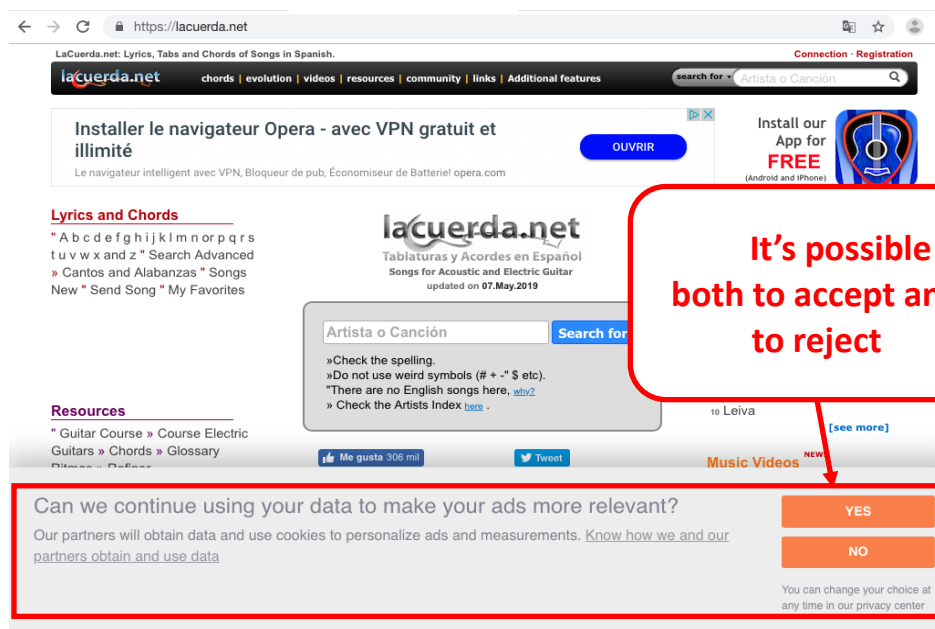 https://lacuerda.net
LaCuerda.net: Lyrics, Tabs and Chords of Songs in Spanish.
Connection · Registration
lacuerda.net
chords | evolution | videos | resources | community | links | Additional features
search for
Artista o Canción
Installer le navigateur Opera - avec VPN gratuit et
illimité
Le navigateur intelligent avec VPN, Bloqueur de pub, Économiseur de Batterie! opera.com
OUVRIR
Install our
App for
FREE
(Android and iPhone)
Lyrics and Chords
" A b c d e f g h i j k l m n o r p q r s
t u v w x and z " Search Advanced
» Cantos and Alabanzas " Songs
New " Send Song " My Favorites
lacuerda.net
Tablaturas y Acordes en Español
Songs for Acoustic and Electric Guitar
updated on 07.May.2019
Artista o Canción
Search for
»Check the spelling.
»Do not use weird symbols (# + -" $ etc).
"There are no English songs here, why?
» Check the Artists Index here .
It's possible
both to accept an
to reject
Resources
" Guitar Course » Course Electric
Guitars » Chords » Glossary
Ritmos » Refiner
Me gusta 306 mil
Tweet
10 Leiva
[see more]
Music Videos NEW
Can we continue using your data to make your ads more relevant?
Our partners will obtain data and use cookies to personalize ads and measurements. Know how we and our
partners obtain and use data
YES
NO
You can change your choice at
any time in our privacy center